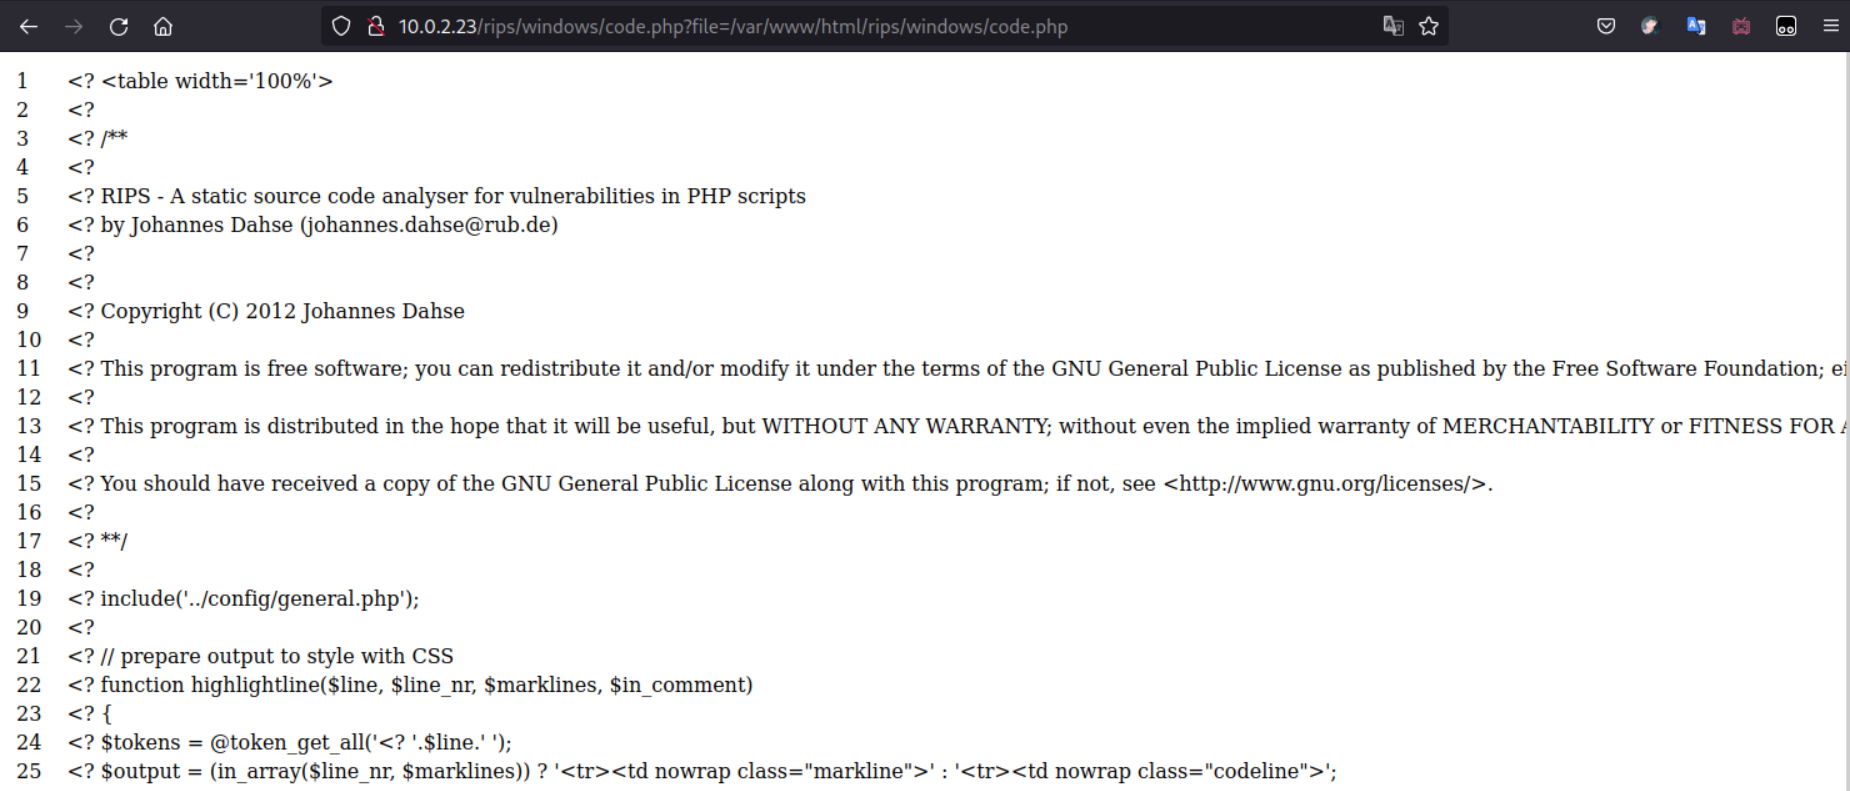 10.0.2.23/rips/windows/code.php?file=/var/www/html/rips/windows/code.php
1 <? <table width='100%'>
2 <?
3 <? /**
4 <?
5 <? RIPS - A static source code analyser for vulnerabilities in PHP scripts
6 <? by Johannes Dahse (johannes.dahse@rub.de)
7 <?
8 <?
9 <? Copyright (C) 2012 Johannes Dahse
10 <?
11 <? This program is free software; you can redistribute it and/or modify it under the terms of the GNU General Public License as published by the Free Software Foundation; ei
12 <?
13 <? This program is distributed in the hope that it will be useful, but WITHOUT ANY WARRANTY; without even the implied warranty of MERCHANTABILITY or FITNESS FOR A
14 <?
15 <? You should have received a copy of the GNU General Public License along with this program; if not, see <http://www.gnu.org/licenses/>.
16 <?
17 <? **/
18 <?
19 <? include('../config/general.php');
20 <?
21 <? // prepare output to style with CSS
22 <? function highlightline($line, $line_nr, $marklines, $in_comment)
23 <? {
24 <? $tokens = @token_get_all('<? '.$line.' ');
25 <? $output = (in_array($line_nr, $marklines)) ? '<tr><td nowrap class="markline">' : '<tr><td nowrap class="codeline">';